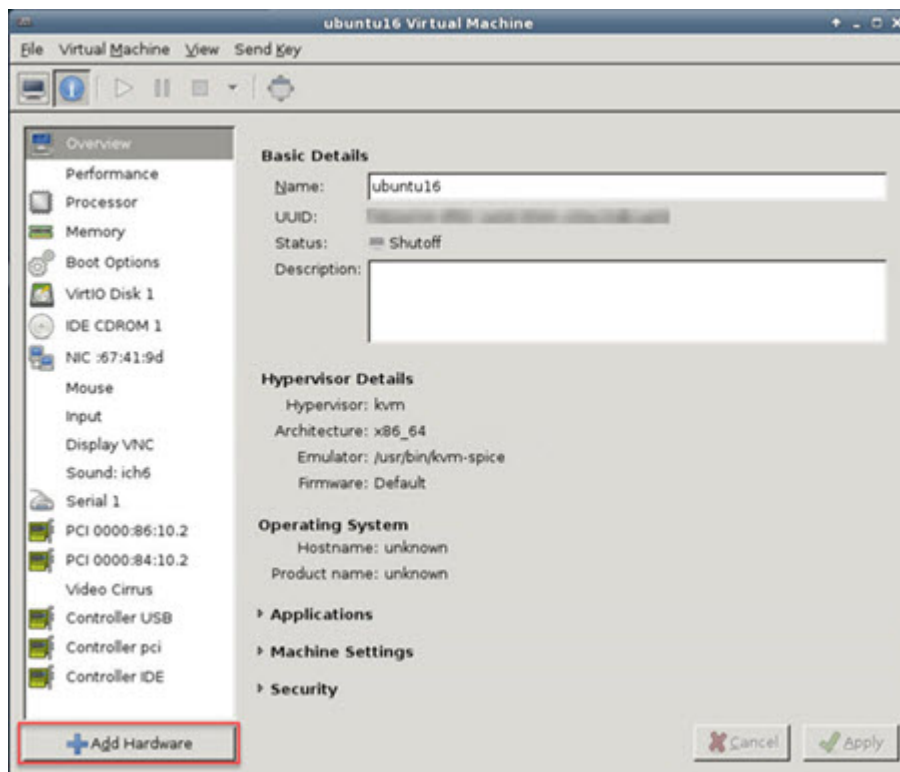 ubuntu16 Virtual Machine
File Virtual Machine View Send Key
Overview
Performance
Processor
Memory
Boot Options
VirtIO Disk 1
IDE CDROM 1
NIC :67:41:9d
Mouse
Input
Display VNC
Sound: ich6
Serial 1
PCI 0000:86:10.2
PCI 0000:84:10.2
Video Cirrus
Controller USB
Controller pci
Controller IDE
Add Hardware
Basic Details
Name: ubuntu16
UUID:
Status: Shutoff
Description:
Hypervisor Details
Hypervisor: kvm
Architecture: x86_64
Emulator: /usr/bin/kvm-spice
Firmware: Default
Operating System
Hostname: unknown
Product name: unknown
Applications
Machine Settings
Security
Cancel Apply